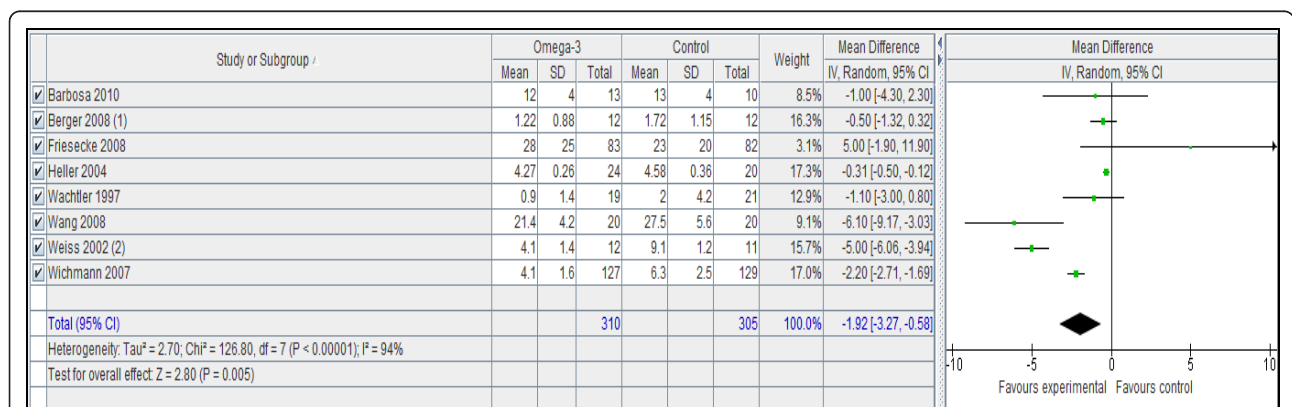 Study or Subgroup Omega-3 Control Weight Mean Difference Mean Difference
Mean SD Total Mean SD Total IV, Random, 95% CI IV, Random, 95% CI
Barbosa 2010 12 4 13 13 4 10 8.5% -1.00 [-4.30, 2.30]
Berger 2008 (1) 1.22 0.88 12 1.72 1.15 12 16.3% -0.50 [-1.32, 0.32]
Friesecke 2008 28 25 83 23 20 82 3.1% 5.00 [-1.90, 11.90]
Heller 2004 4.27 0.26 24 4.58 0.36 20 17.3% -0.31 [-0.50, -0.12]
Wachtler 1997 0.9 1.4 19 2 4.2 21 12.9% -1.10 [-3.00, 0.80]
Wang 2008 21.4 4.2 20 27.5 5.6 20 9.1% -6.10 [-9.17, -3.03]
Weiss 2002 (2) 4.1 1.4 12 9.1 1.2 11 15.7% -5.00 [-6.06, -3.94]
Wichmann 2007 4.1 1.6 127 6.3 2.5 129 17.0% -2.20 [-2.71, -1.69]
Total (95% CI) 310 305 100.0% -1.92 [-3.27, -0.58]
Heterogeneity: Tau² = 2.70; Chi² = 126.80, df = 7 (P < 0.00001); I² = 94%
Test for overall effect: Z = 2.80 (P = 0.005)
-10 -5 0 5 10
Favours experimental Favours control